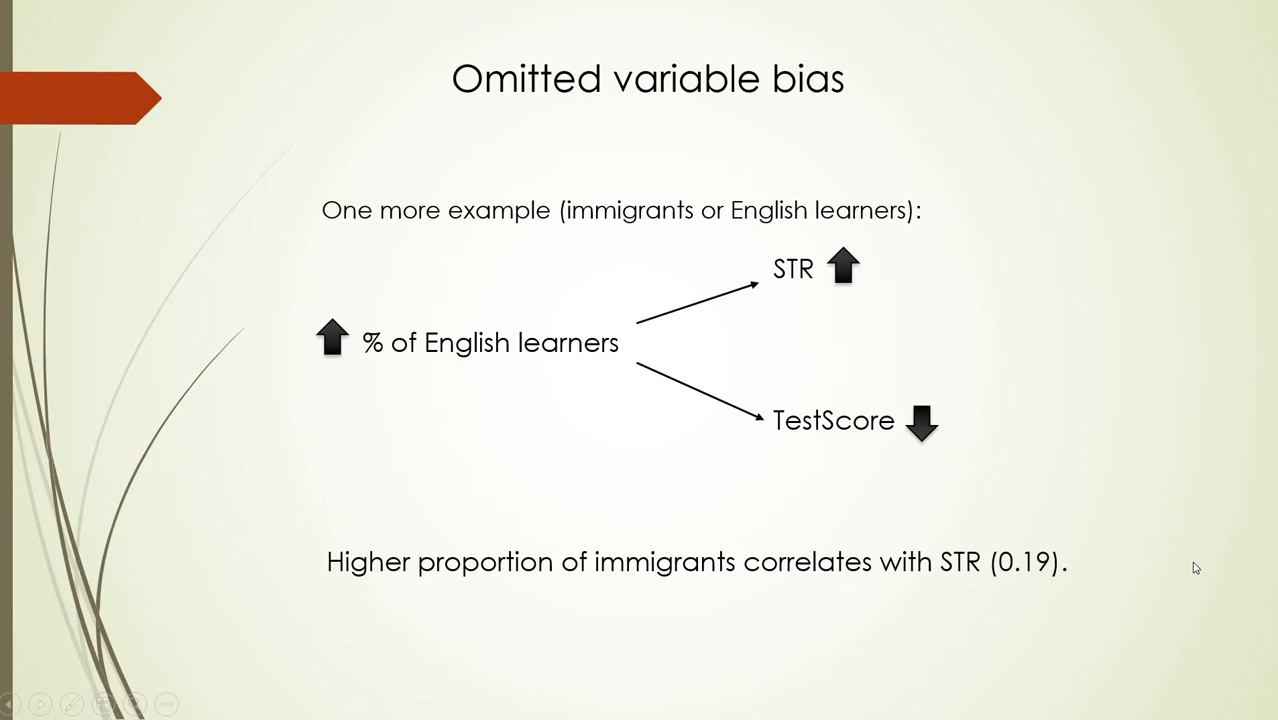 Omitted variable bias
One more example (immigrants or English learners):
STR
% of English learners
TestScore
Higher proportion of immigrants correlates with STR (0.19).